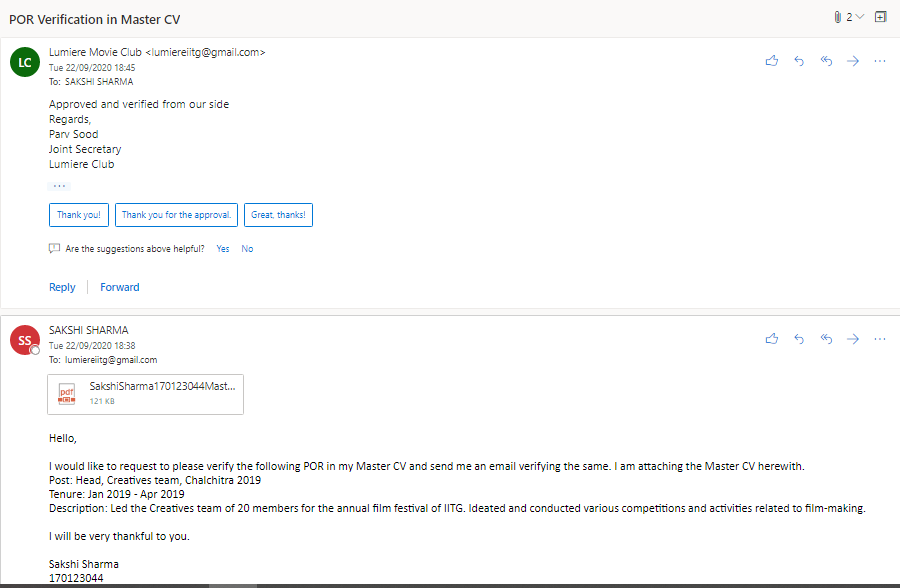 POR Verification in Master CV
2
LC
Lumiere Movie Club <lumiereiitg@gmail.com>
Tue 22/09/2020 18:45
To: SAKSHI SHARMA
Approved and verified from our side
Regards,
Parv Sood
Joint Secretary
Lumiere Club
...
Thank you! Thank you for the approval. Great, thanks!
Are the suggestions above helpful? Yes No
Reply Forward
SS
SAKSHI SHARMA
Tue 22/09/2020 18:38
To: lumiereiitg@gmail.com
pdf
SakshiSharma170123044Mast...
121 KB
Hello,
I would like to request to please verify the following POR in my Master CV and send me an email verifying the same. I am attaching the Master CV herewith.
Post: Head, Creatives team, Chalchitra 2019
Tenure: Jan 2019 - Apr 2019
Description: Led the Creatives team of 20 members for the annual film festival of IITG. Ideated and conducted various competitions and activities related to film-making.
I will be very thankful to you.
Sakshi Sharma
170123044